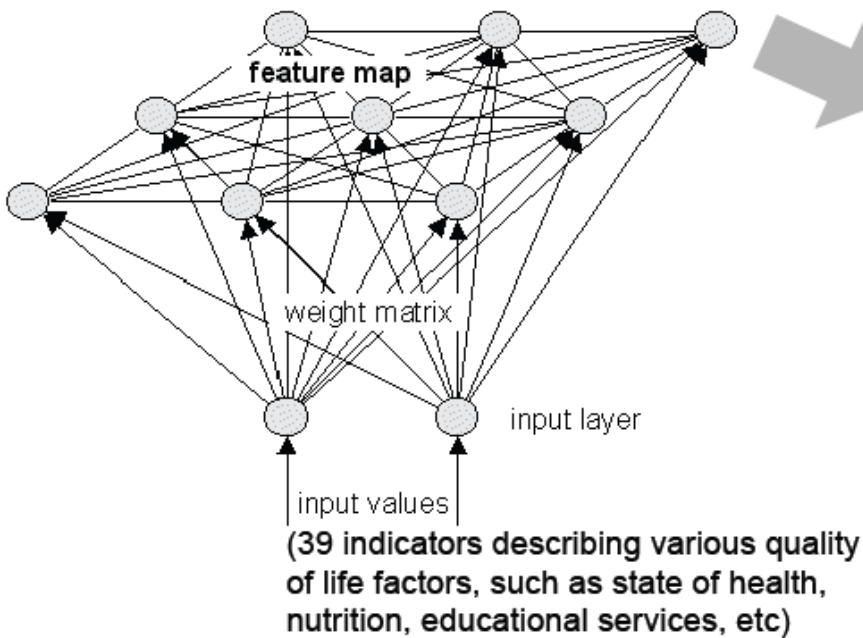 feature map
weight matrix
input layer
input values
(39 indicators describing various quality
of life factors, such as state of health,
nutrition, educational services, etc)